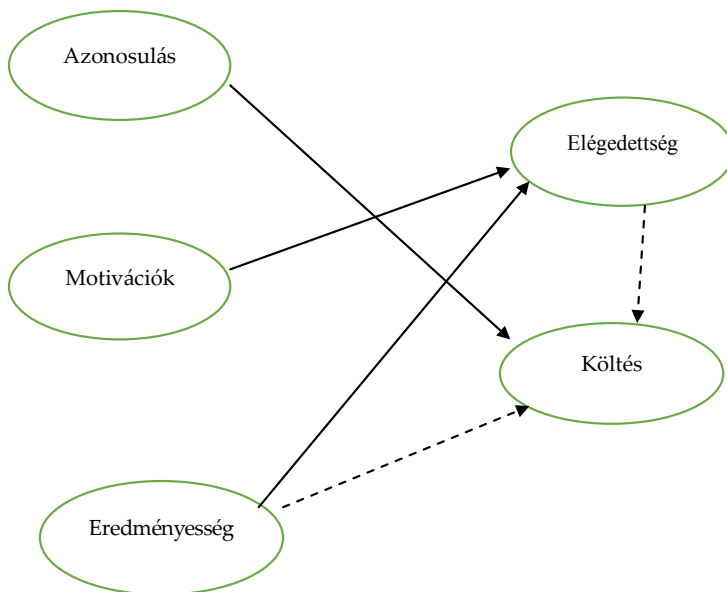 Azonosulás
Elégedettség
Motivációk
Költés
Eredményesség